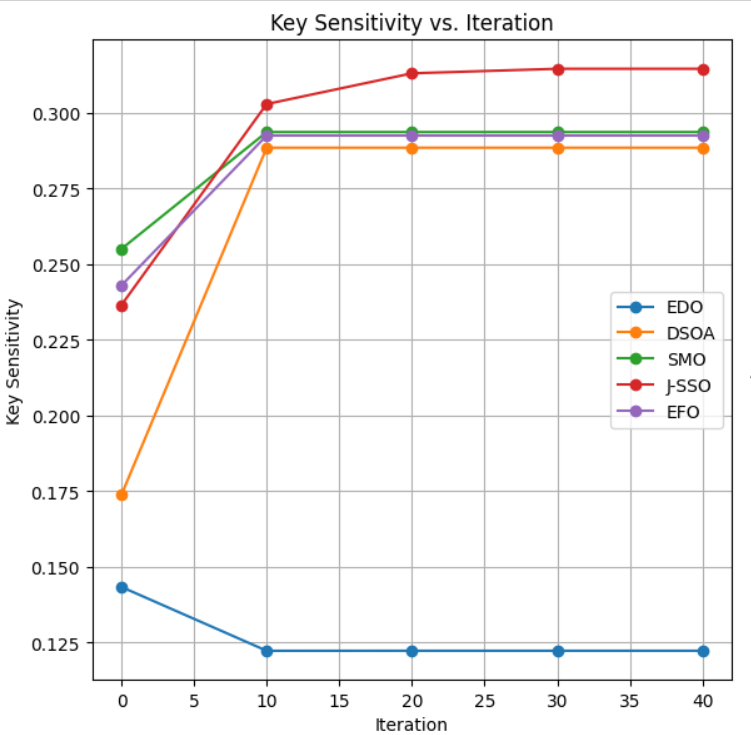 Key Sensitivity vs. Iteration
Key Sensitivity
0.300
0.275
0.250
0.225
0.200
0.175
0.150
0.125
EDO
DSOA
SMO
J-SSO
EFO
0 5 10 15 20 25 30 35 40
Iteration